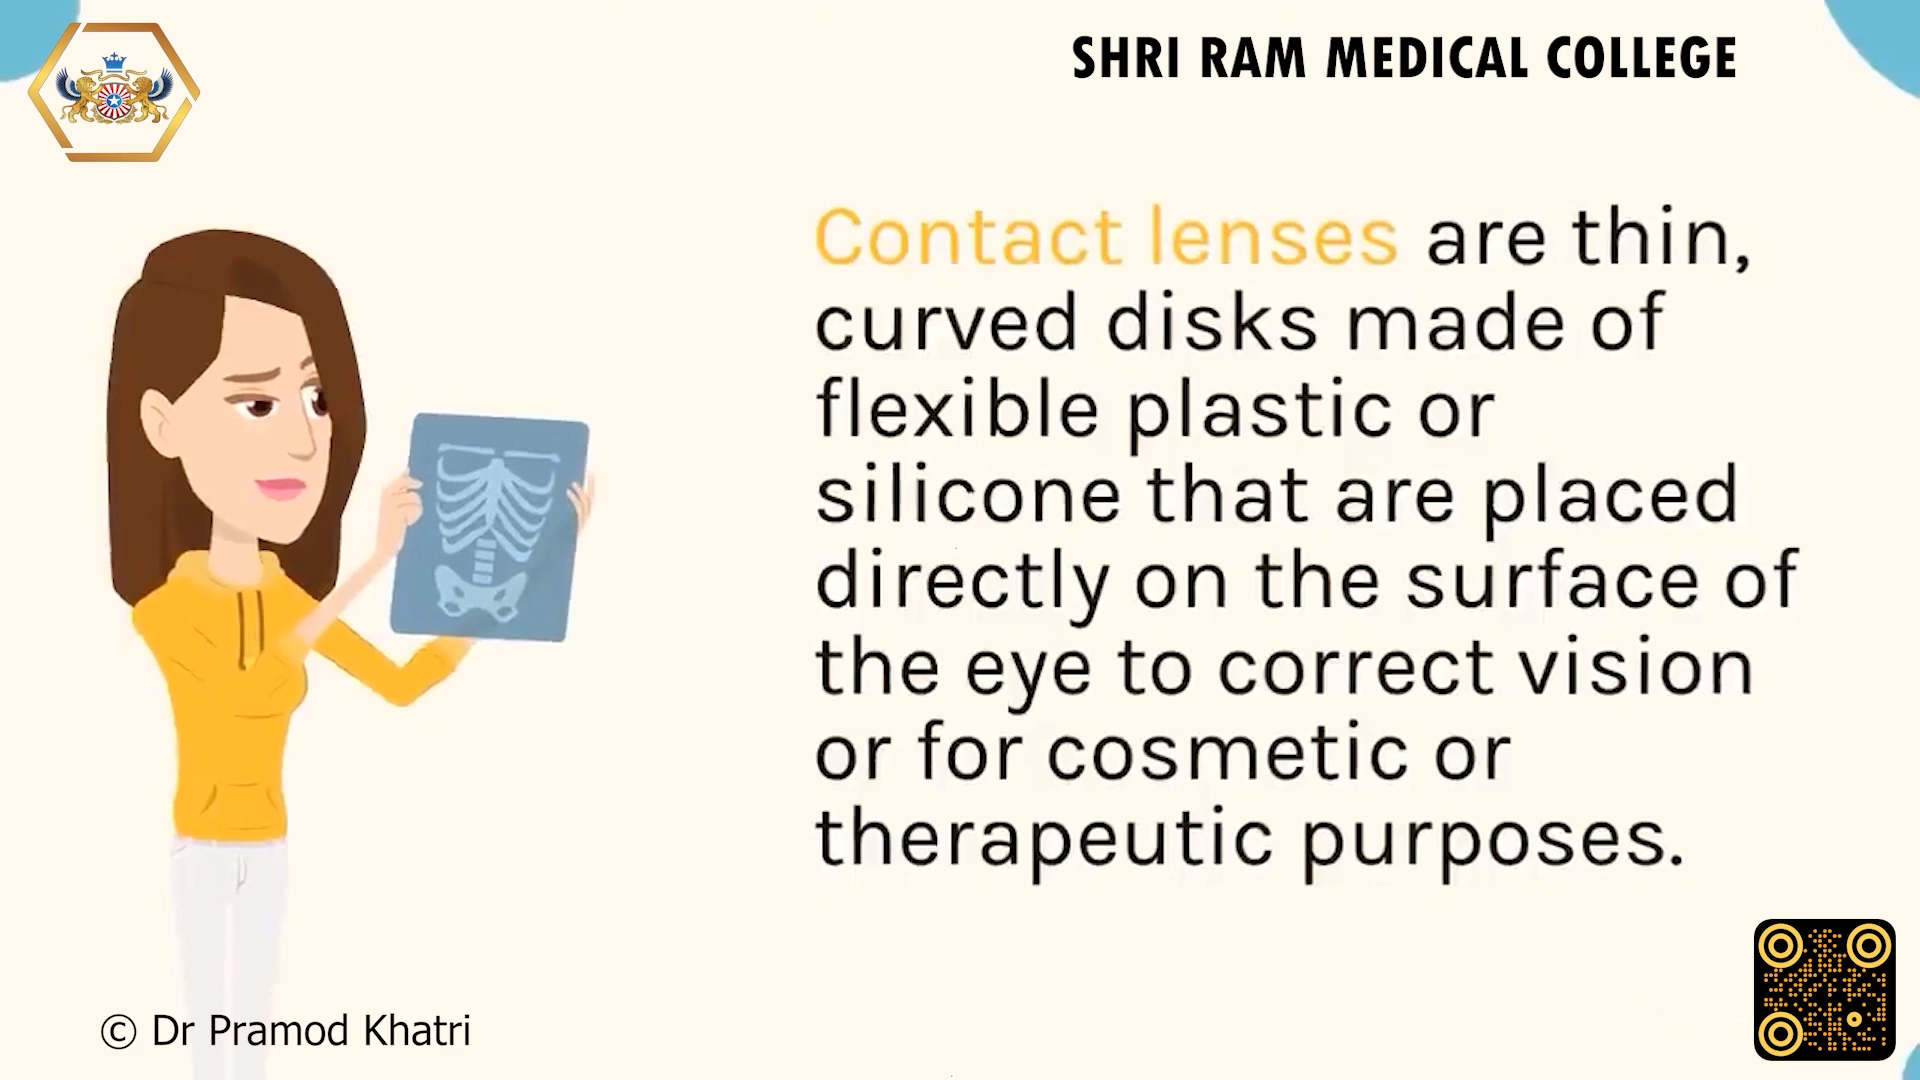 SHRI RAM MEDICAL COLLEGE
Contact lenses are thin,
curved disks made of
flexible plastic or
silicone that are placed
directly on the surface of
the eye to correct vision
or for cosmetic or
therapeutic purposes.
© Dr Pramod Khatri